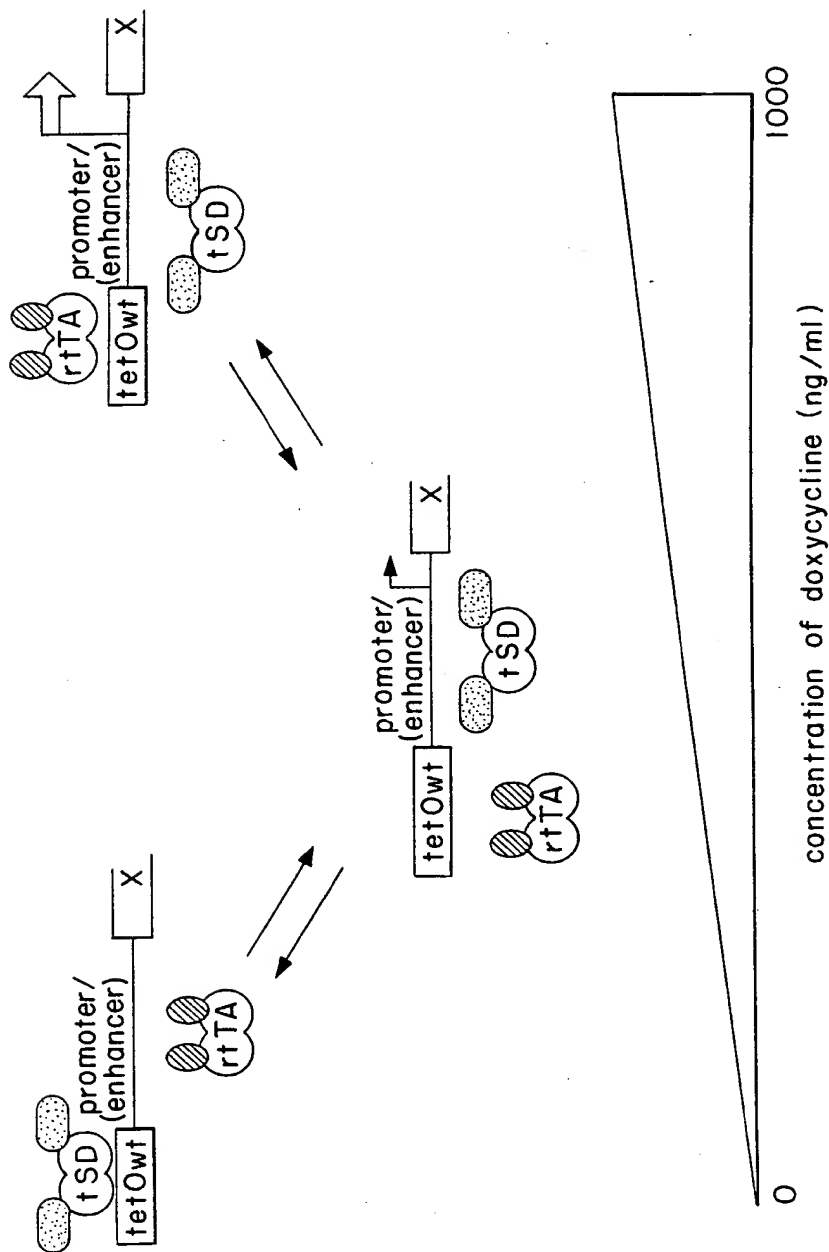 tSD
tetOwt
promoter/
(enhancer)
X
rtTA
tetOwt
promoter/
(enhancer)
X
rtTA
tSD
rtTA
tetOwt
promoter/
(enhancer)
X
tSD
0
1000
concentration of doxycycline (ng/ml)